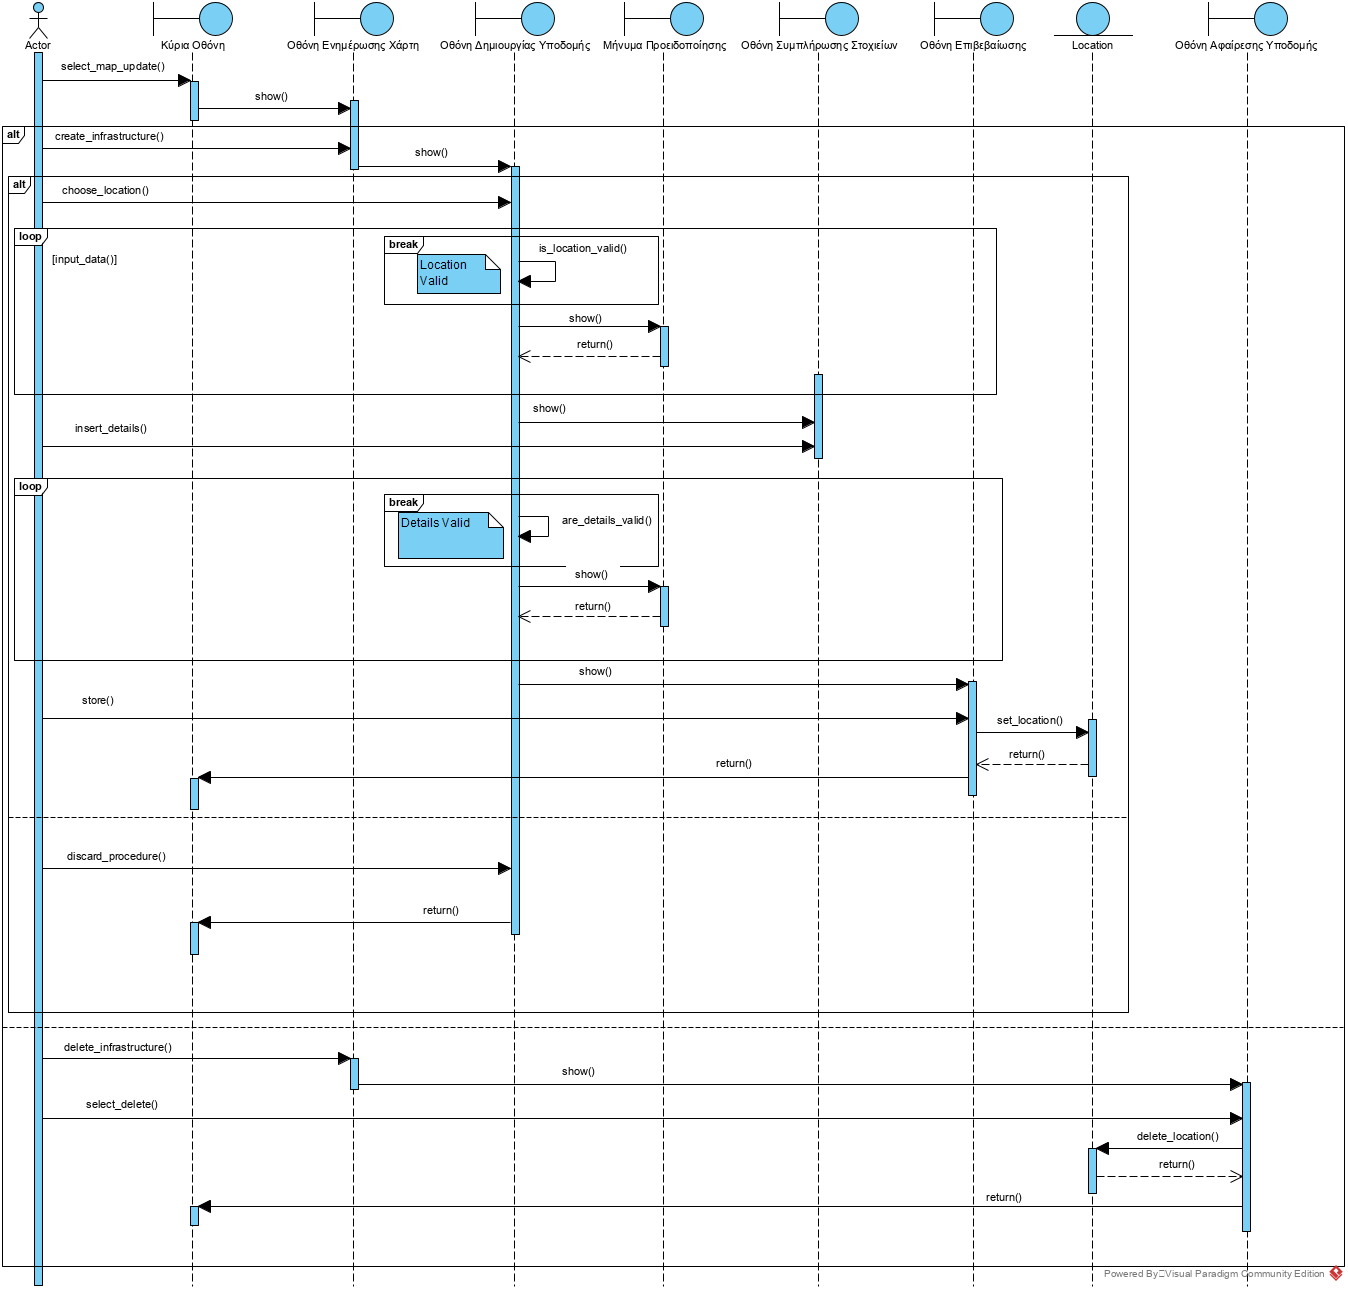 Actor
Κύρια Οθόνη
Οθόνη Ενημέρωσης Χάρτη
Οθόνη Δημιουργίας Υποδομής
Μήνυμα Προειδοποίησης
Οθόνη Συμπλήρωσης Στοχιείων
Οθόνη Επιβεβαίωσης
Location
Οθόνη Αφαίρεσης Υποδομής
select_map_update()
show()
alt
create_infrastructure()
show()
alt
choose_location()
loop
[input_data()]
break
is_location_valid()
Location
Valid
show()
return()
show()
insert_details()
loop
break
Details Valid
are_details_valid()
show()
return()
show()
store()
set_location()
return()
return()
discard_procedure()
return()
delete_infrastructure()
show()
select_delete()
delete_location()
return()
return()
Powered By Visual Paradigm Community Edition